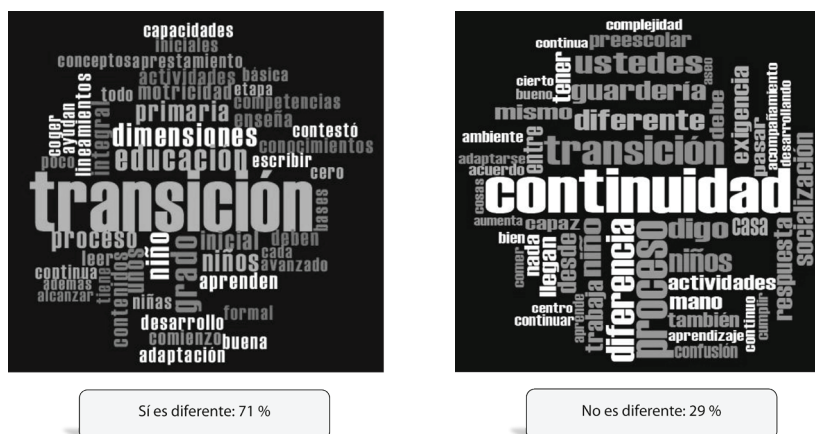 capacidades
iniciales
conceptos aprestamiento
actividades básica
todo motricidad etapa
primaria competencias
coger ayudan lineamientos integral enseña
dimensiones contestó
conocimientos
poco educación escribir
cero
transición
bases
proceso niño grado inicial deben
leer unos niños cada
continua aprenden avanzado
además tiene
alcanzar contenidos niñas
formal
desarrollo
comienzo buena
adaptación
Sí es diferente: 71 %
complejidad
continua preescolar
tener ustedes aseo
cierto
bueno guardería
mismo debe exigencia pasar acompañamiento desarrollando
diferente
ambiente entre
transición
adaptarse
acuerdo
cosas continuidad socialización
aumenta capaz desde niño diferencia proceso digo casa respuesta
bien nada llegan
niños
comer actividades
trabaja mano
centro también continuo cumplir
continuar aprende aprendizaje
confusión
No es diferente: 29 %